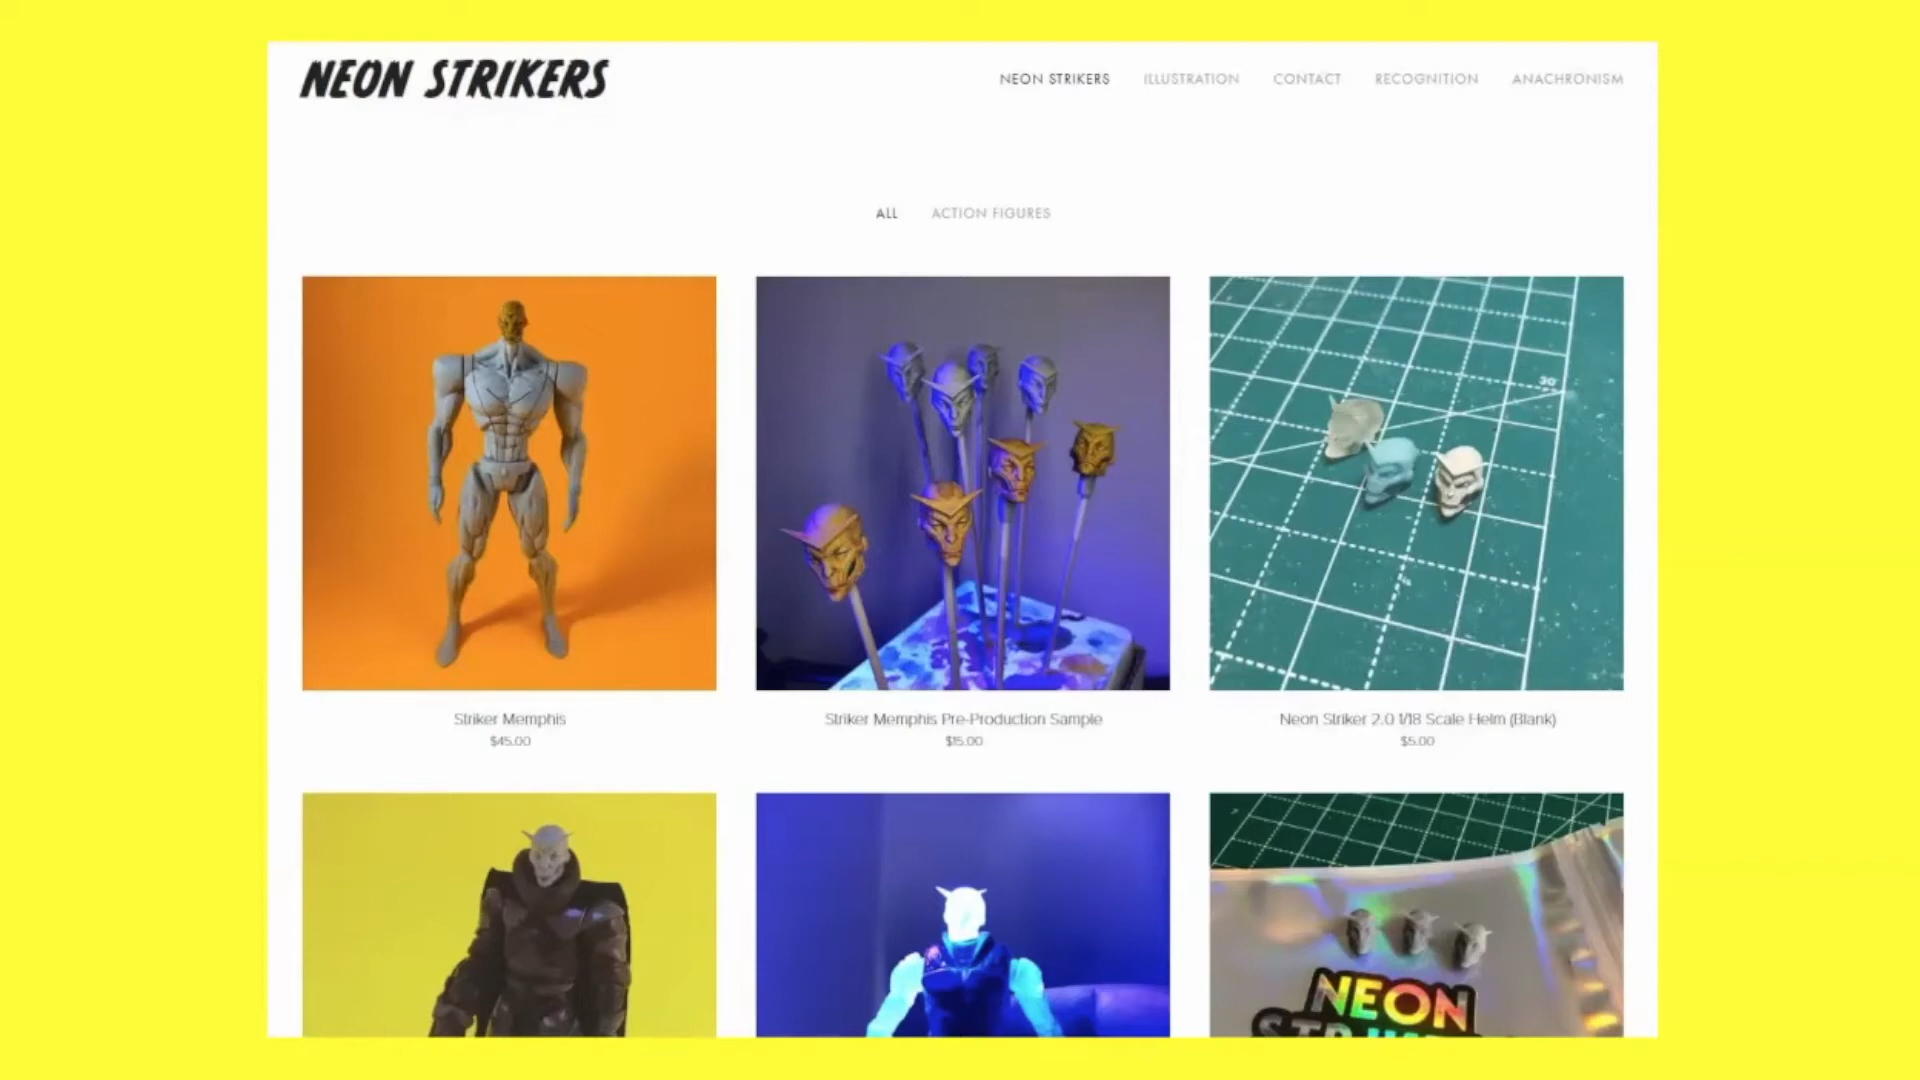 NEON STRIKERS
NEON STRIKERS ILLUSTRATION CONTACT RECOGNITION ANACHRONISM
ALL ACTION FIGURES
30°
Striker Memphis
$45.00
Striker Memphis Pre-Production Sample
$15.00
Neon Striker 2.0 1/18 Scale Helm (Blank)
$5.00
NEON